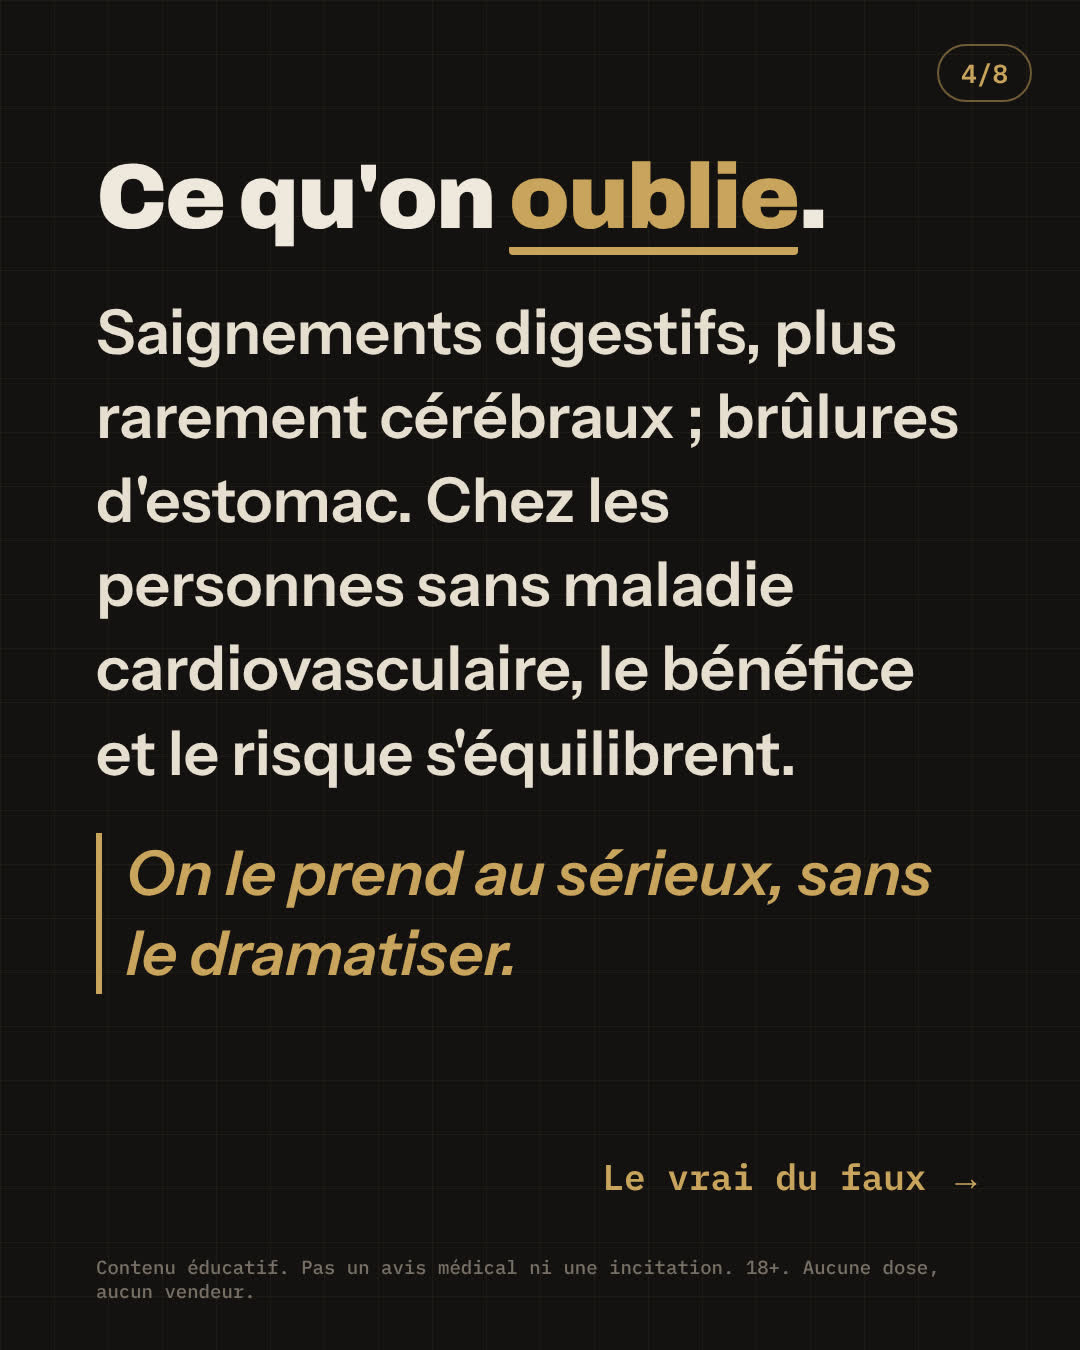 4/8
Ce qu'on oublie.
Saignements digestifs, plus
rarement cérébraux ; brûlures
d'estomac. Chez les
personnes sans maladie
cardiovasculaire, le bénéfice
et le risque s'équilibrent.
On le prend au sérieux, sans
le dramatiser.
Le vrai du faux →
Contenu éducatif. Pas un avis médical ni une incitation. 18+. Aucune dose,
aucun vendeur.